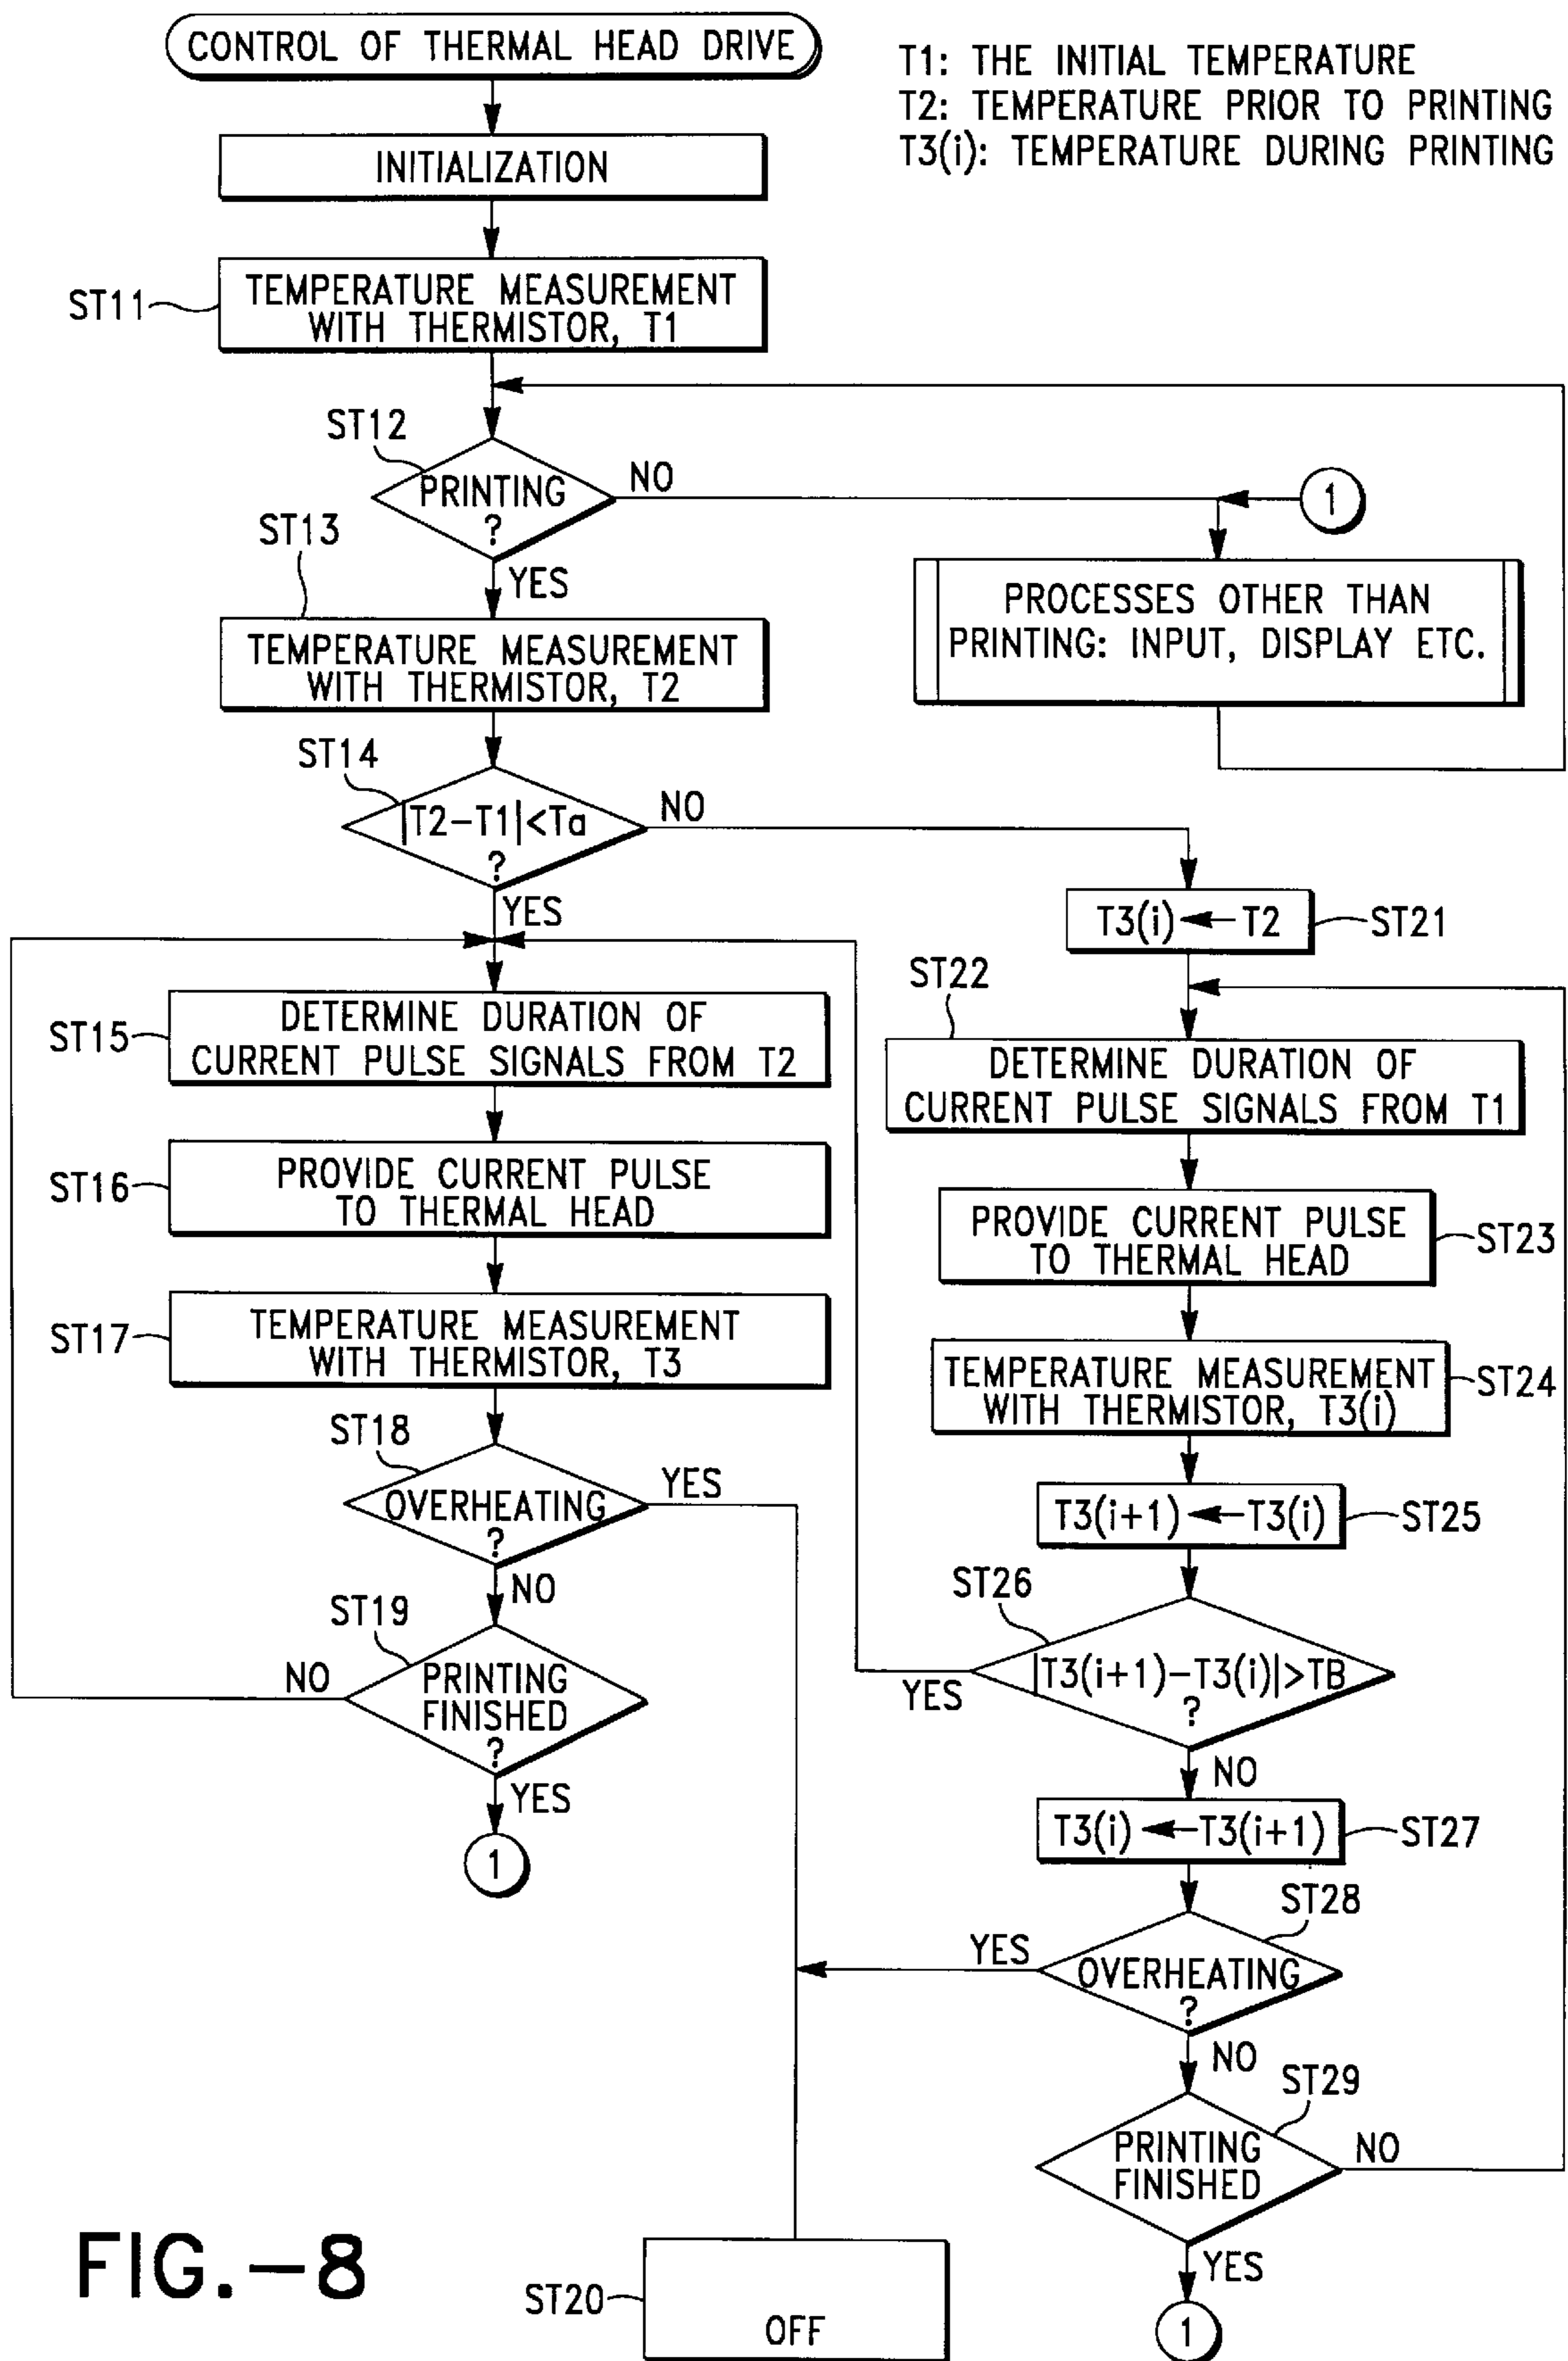 CONTROL OF THERMAL HEAD DRIVE
T1: THE INITIAL TEMPERATURE
T2: TEMPERATURE PRIOR TO PRINTING
T3(i): TEMPERATURE DURING PRINTING
INITIALIZATION
ST11
TEMPERATURE MEASUREMENT
WITH THERMISTOR, T1
ST12
PRINTING
?
NO
1
YES
PROCESSES OTHER THAN
PRINTING: INPUT, DISPLAY ETC.
ST13
TEMPERATURE MEASUREMENT
WITH THERMISTOR, T2
ST14
|T2-T1|<Ta
?
NO
YES
T3(i) ← T2
ST21
ST15
DETERMINE DURATION OF
CURRENT PULSE SIGNALS FROM T2
ST22
DETERMINE DURATION OF
CURRENT PULSE SIGNALS FROM T1
ST16
PROVIDE CURRENT PULSE
TO THERMAL HEAD
PROVIDE CURRENT PULSE
TO THERMAL HEAD
ST23
ST17
TEMPERATURE MEASUREMENT
WITH THERMISTOR, T3
TEMPERATURE MEASUREMENT
WITH THERMISTOR, T3(i)
ST24
ST18
OVERHEATING
?
YES
NO
T3(i+1) ← T3(i)
ST25
ST19
PRINTING
FINISHED
?
NO
YES
1
ST26
|T3(i+1)-T3(i)|>TB
?
YES
NO
T3(i) ← T3(i+1)
ST27
ST28
OVERHEATING
?
YES
NO
ST29
PRINTING
FINISHED
NO
YES
1
ST20
OFF
FIG.-8